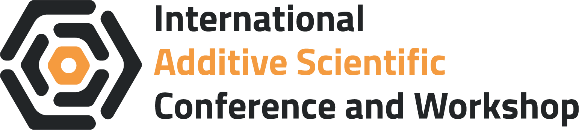 International
Additive Scientific
Conference and Workshop